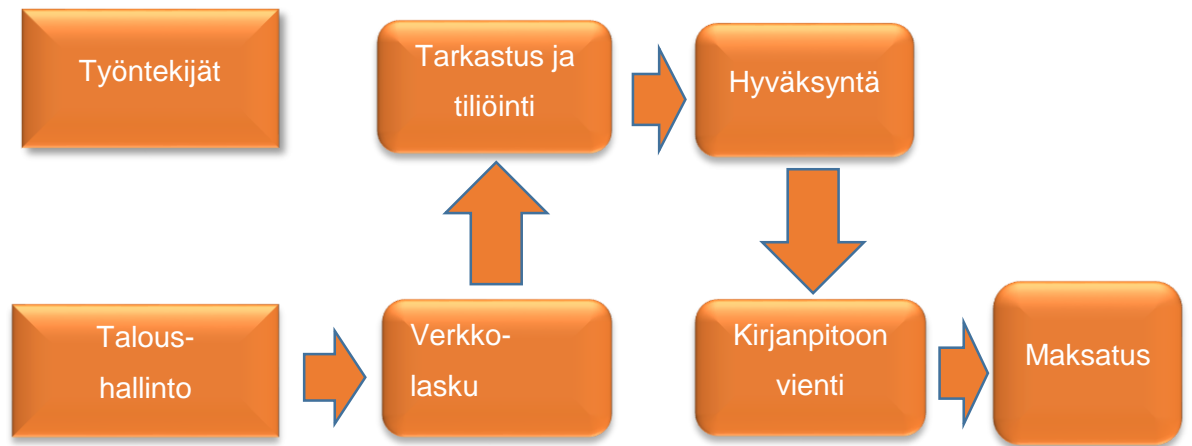 Työntekijät
Tarkastus ja
tiliöinti
Hyväksyntä
Talous-
hallinto
Verkko-
lasku
Kirjanpitoon
vienti
Maksatus